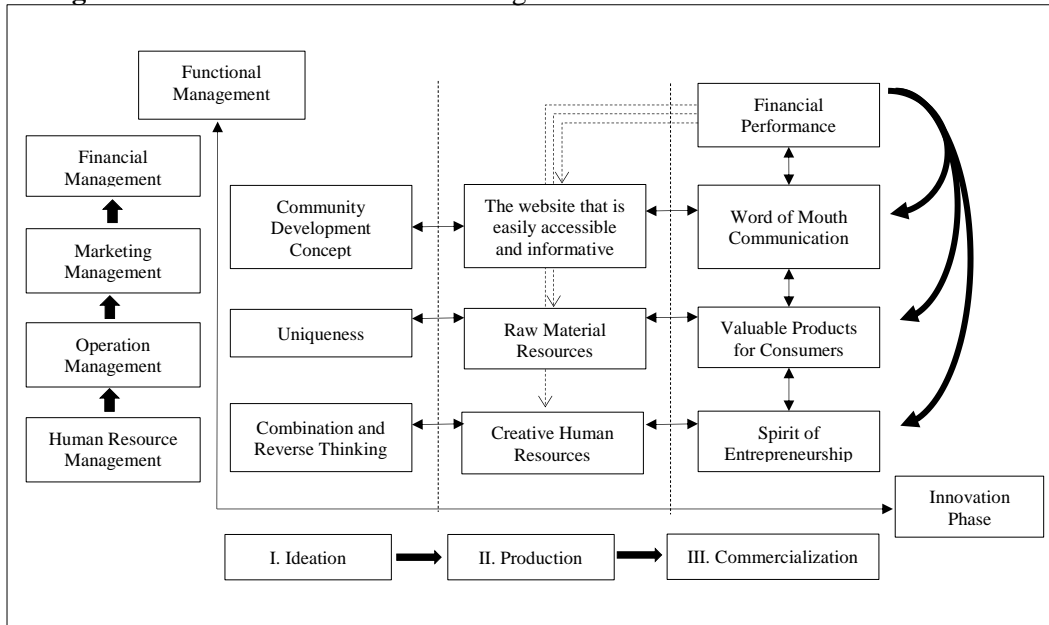 Functional
Management
Financial
Performance
Financial
Management
Community
Development
Concept
The website that is
easily accessible
and informative
Word of Mouth
Communication
Marketing
Management
Uniqueness
Raw Material
Resources
Valuable Products
for Consumers
Operation
Management
Combination and
Reverse Thinking
Creative Human
Resources
Spirit of
Entrepreneurship
Human Resource
Management
Innovation
Phase
I. Ideation
II. Production
III. Commercialization